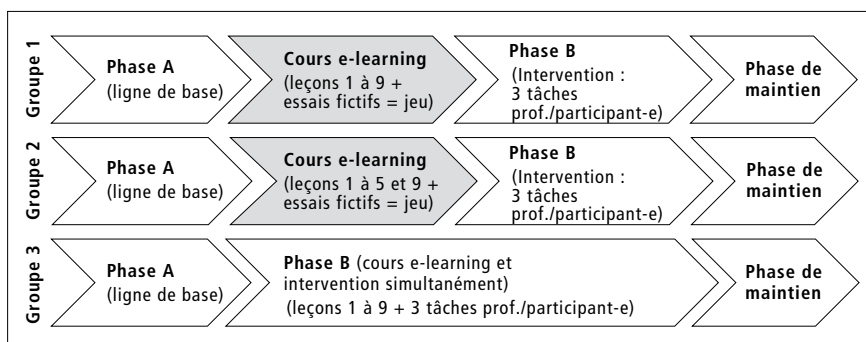 Groupe 1
Phase A
(ligne de base)
Cours e-learning
(leçons 1 à 9 +
essais fictifs = jeu)
Phase B
(Intervention :
3 tâches
prof./participant-e)
Phase de
maintien
Groupe 2
Phase A
(ligne de base)
Cours e-learning
(leçons 1 à 5 et 9 +
essais fictifs = jeu)
Phase B
(Intervention :
3 tâches
prof./participant-e)
Phase de
maintien
Groupe 3
Phase A
(ligne de base)
Phase B (cours e-learning et
intervention simultanément)
(leçons 1 à 9 + 3 tâches prof./participant-e)
Phase de
maintien